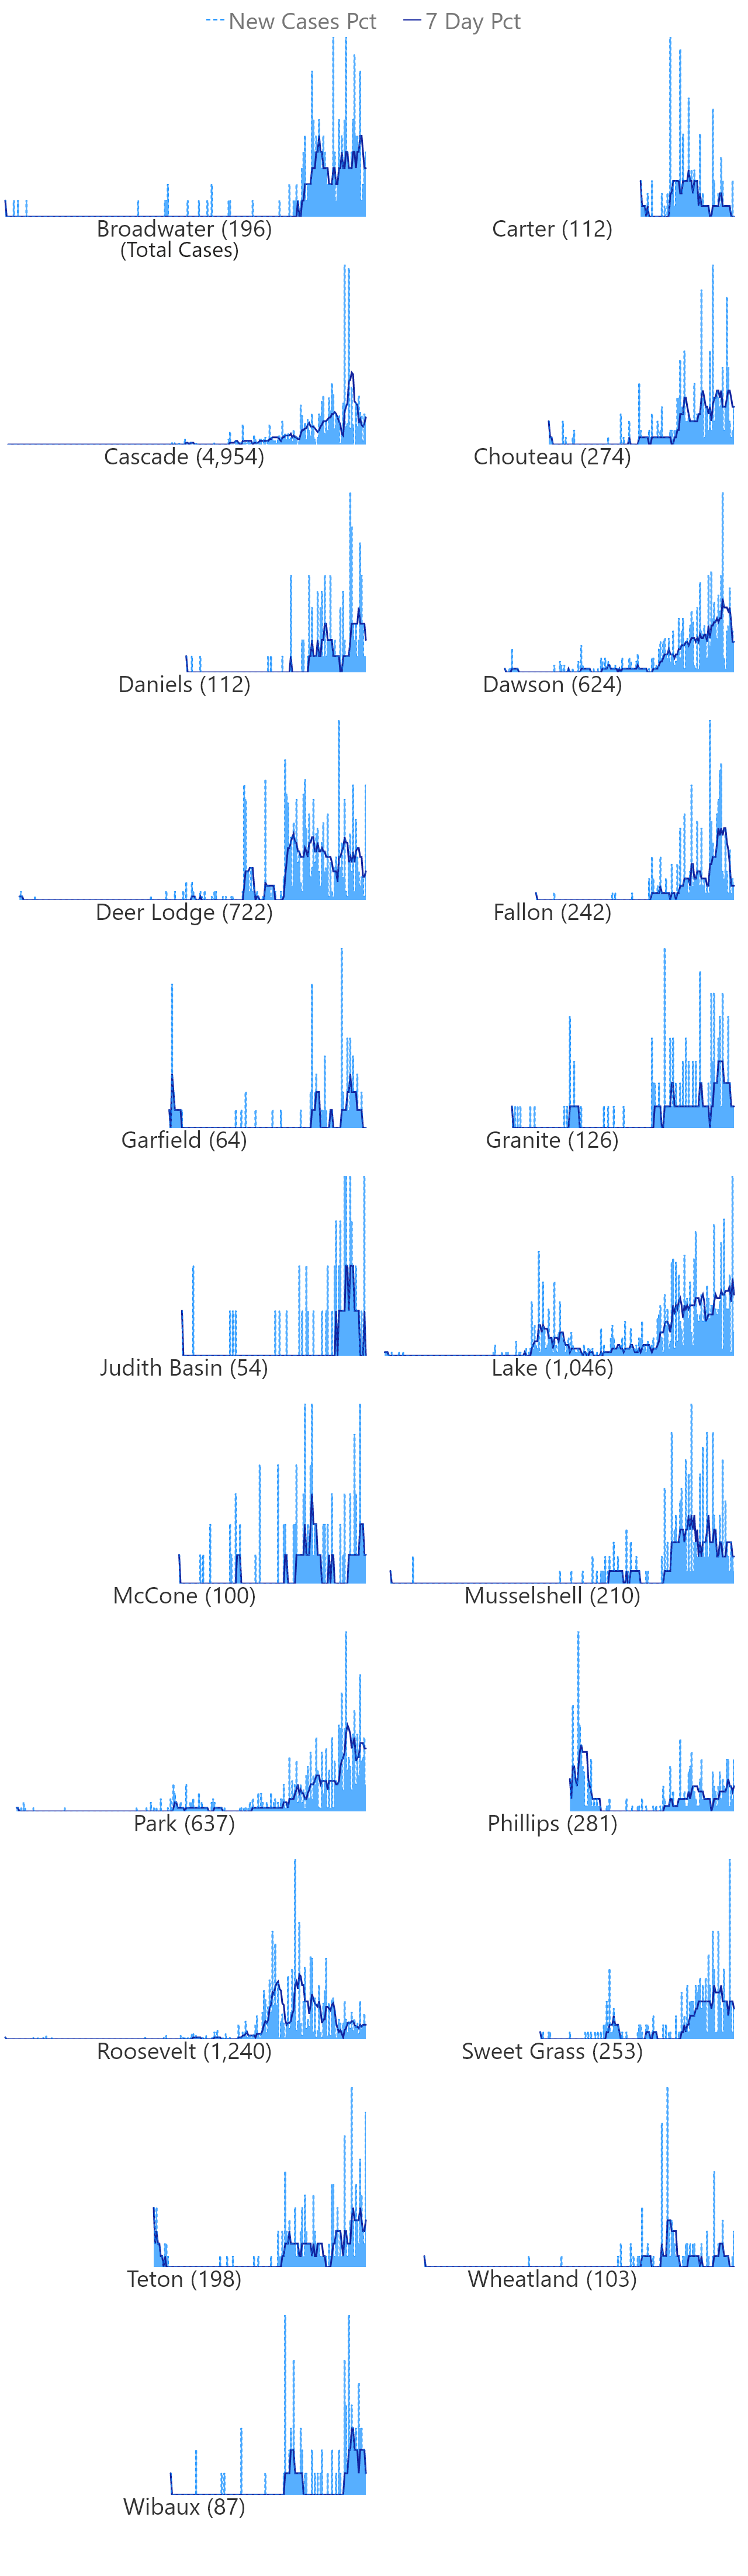 New Cases Pct 7 Day Pct
Broadwater (196) Carter (112)
(Total Cases)
Cascade (4,954) Chouteau (274)
Daniels (112) Dawson (624)
Deer Lodge (722) Fallon (242)
Garfield (64) Granite (126)
Judith Basin (54) Lake (1,046)
McCone (100) Musselshell (210)
Park (637) Phillips (281)
Roosevelt (1,240) Sweet Grass (253)
Teton (198) Wheatland (103)
Wibaux (87)